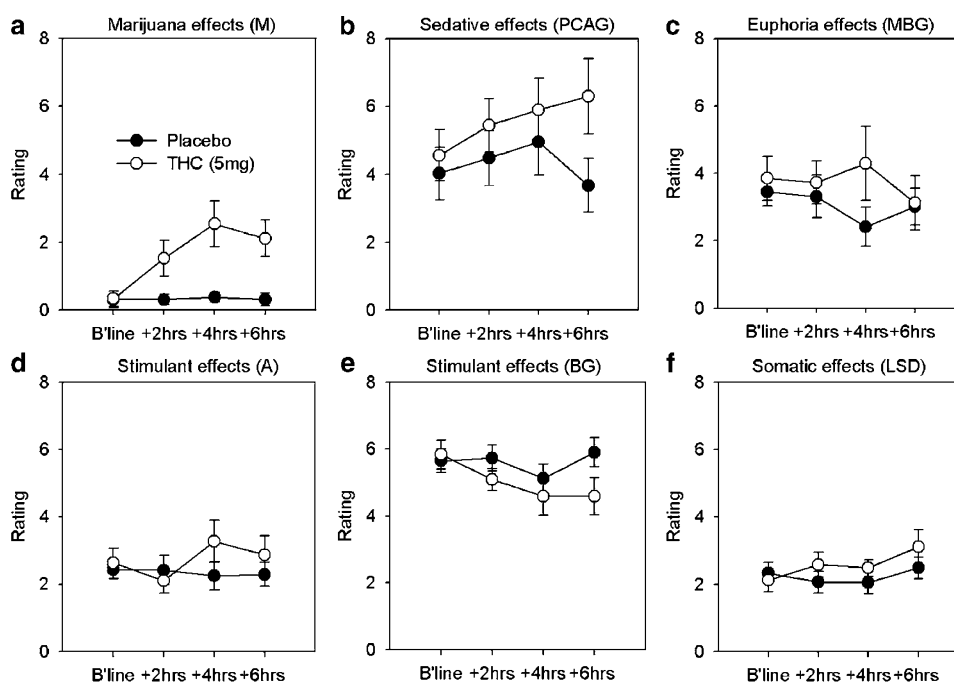 a Marijuana effects (M)
8
6
4
2
0
Rating
Placebo
THC (5mg)
B'line +2hrs +4hrs +6hrs
b Sedative effects (PCAG)
8
6
4
2
0
Rating
B'line +2hrs +4hrs +6hrs
c Euphoria effects (MBG)
8
6
4
2
0
Rating
B'line +2hrs +4hrs +6hrs
d Stimulant effects (A)
8
6
4
2
0
Rating
B'line +2hrs +4hrs +6hrs
e Stimulant effects (BG)
8
6
4
2
0
Rating
B'line +2hrs +4hrs +6hrs
f Somatic effects (LSD)
8
6
4
2
0
Rating
B'line +2hrs +4hrs +6hrs